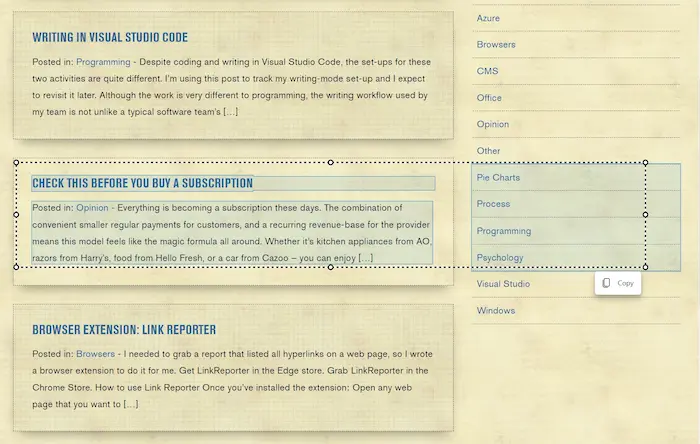 WRITING IN VISUAL STUDIO CODE
Posted in: Programming - Despite coding and writing in Visual Studio Code, the set-ups for these
two activities are quite different. I'm using this post to track my writing-mode set-up and I expect
to revisit it later. Although the work is very different to programming, the writing workflow used by
my team is not unlike a typical software team's […]
CHECK THIS BEFORE YOU BUY A SUBSCRIPTION
Posted in: Opinion - Everything is becoming a subscription these days. The combination of
convenient smaller regular payments for customers, and a recurring revenue-base for the provider
means this model feels like the magic formula all around. Whether it's kitchen appliances from AO,
razors from Harry's, food from Hello Fresh, or a car from Cazoo – you can enjoy […]
BROWSER EXTENSION: LINK REPORTER
Posted in: Browsers - I needed to grab a report that listed all hyperlinks on a web page, so I wrote
a browser extension to do it for me. Get LinkReporter in the Edge store. Grab LinkReporter in the
Chrome Store. How to use Link Reporter Once you've installed the extension: Open any web
page that you want to […]
Azure
Browsers
CMS
Office
Opinion
Other
Pie Charts
Process
Programming
Psychology
Visual Studio
Windows
Copy